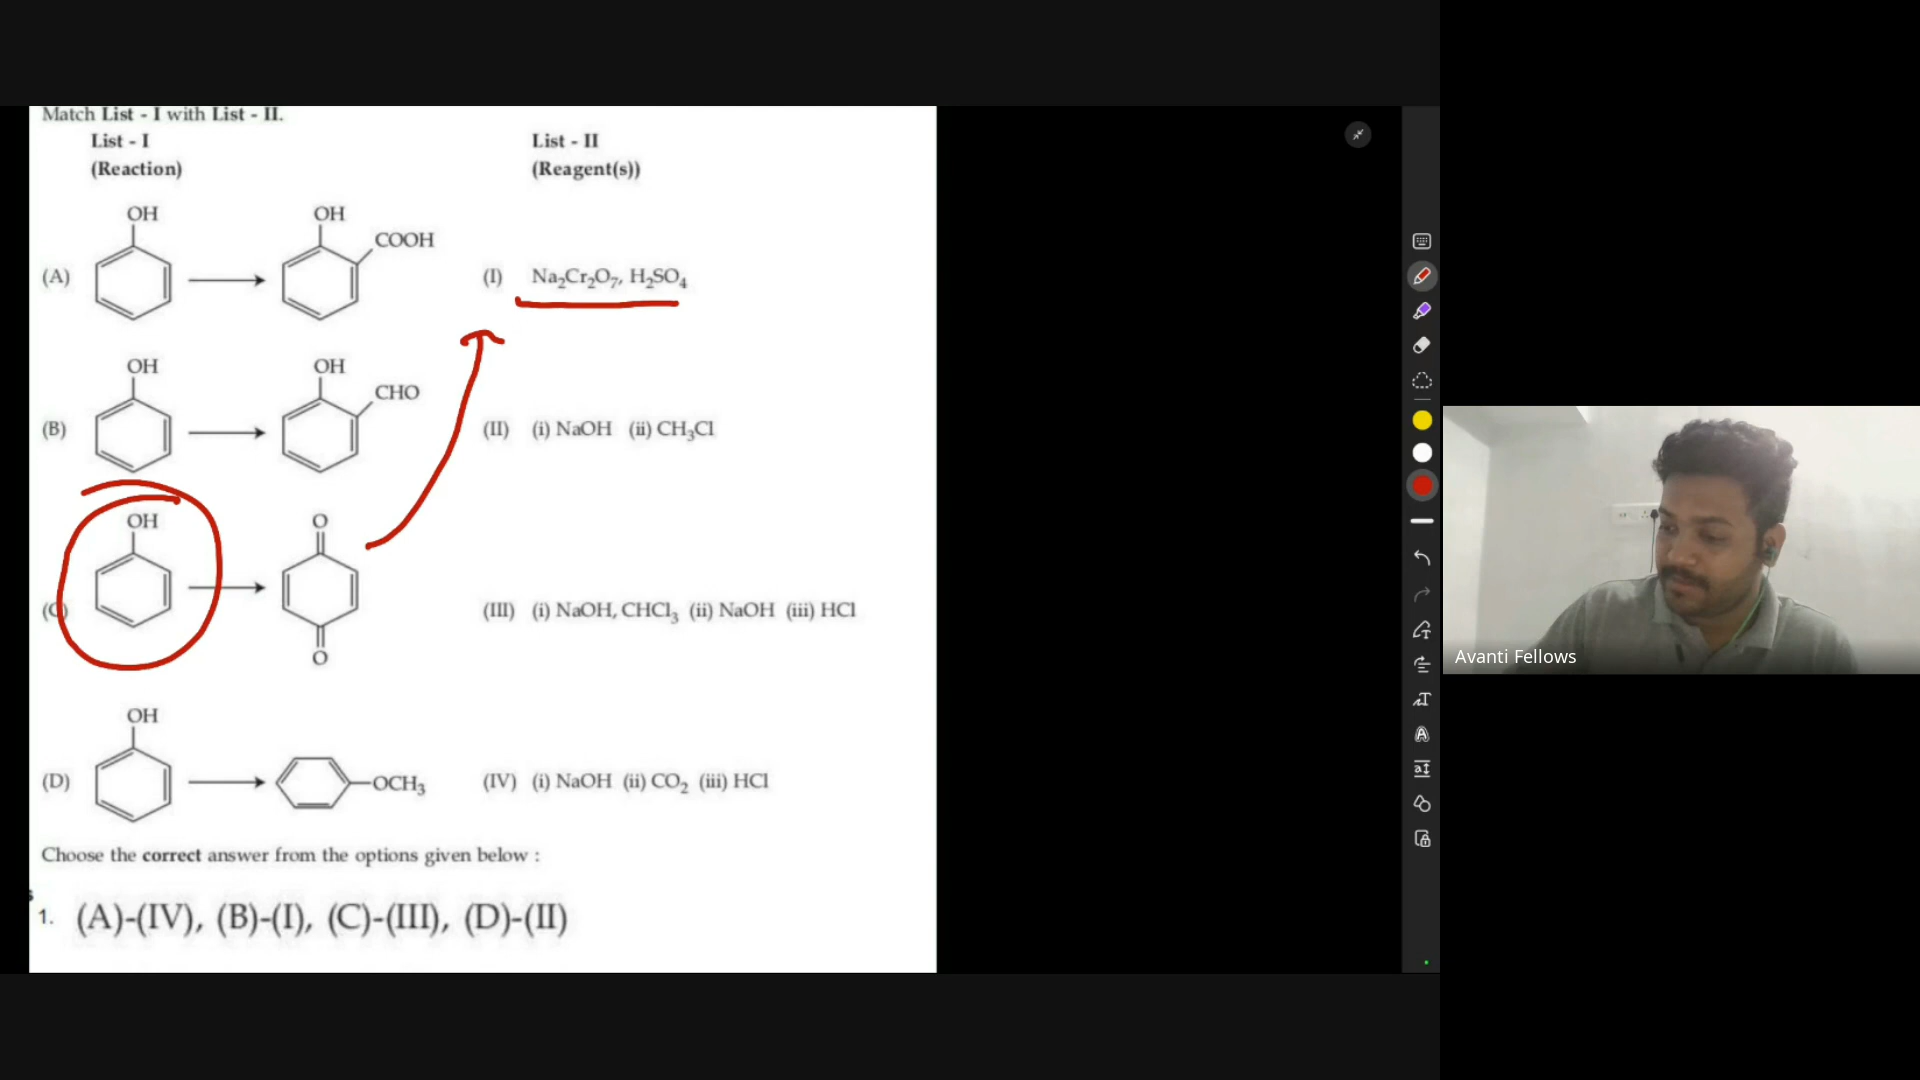 Match List - I with List - II.
List - I List - II
(Reaction) (Reagent(s))
OH OH
COOH
(A) (I) Na₂Cr₂O₇, H₂SO₄
OH OH
CHO
(B) (II) (i) NaOH (ii) CH₃Cl
OH O
(C) (III) (i) NaOH, CHCl₃ (ii) NaOH (iii) HCl
O
OH
(D) OCH₃ (IV) (i) NaOH (ii) CO₂ (iii) HCl
Choose the correct answer from the options given below :
1. (A)-(IV), (B)-(I), (C)-(III), (D)-(II)
Avanti Fellows